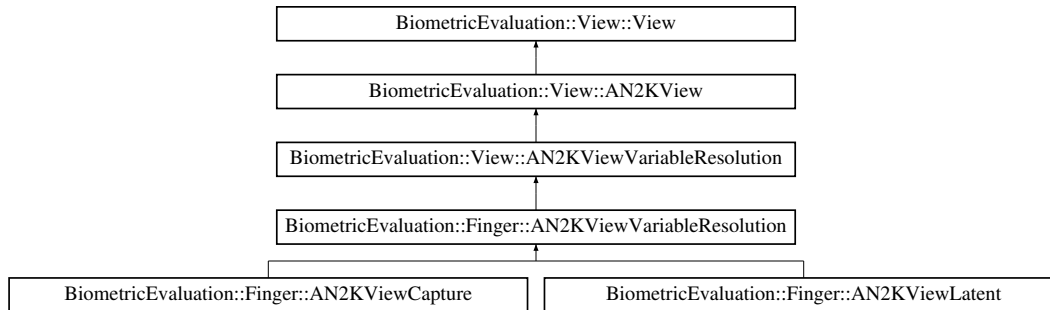 BiometricEvaluation::View::View
BiometricEvaluation::View::AN2KView
BiometricEvaluation::View::AN2KViewVariableResolution
BiometricEvaluation::Finger::AN2KViewVariableResolution
BiometricEvaluation::Finger::AN2KViewCapture
BiometricEvaluation::Finger::AN2KViewLatent